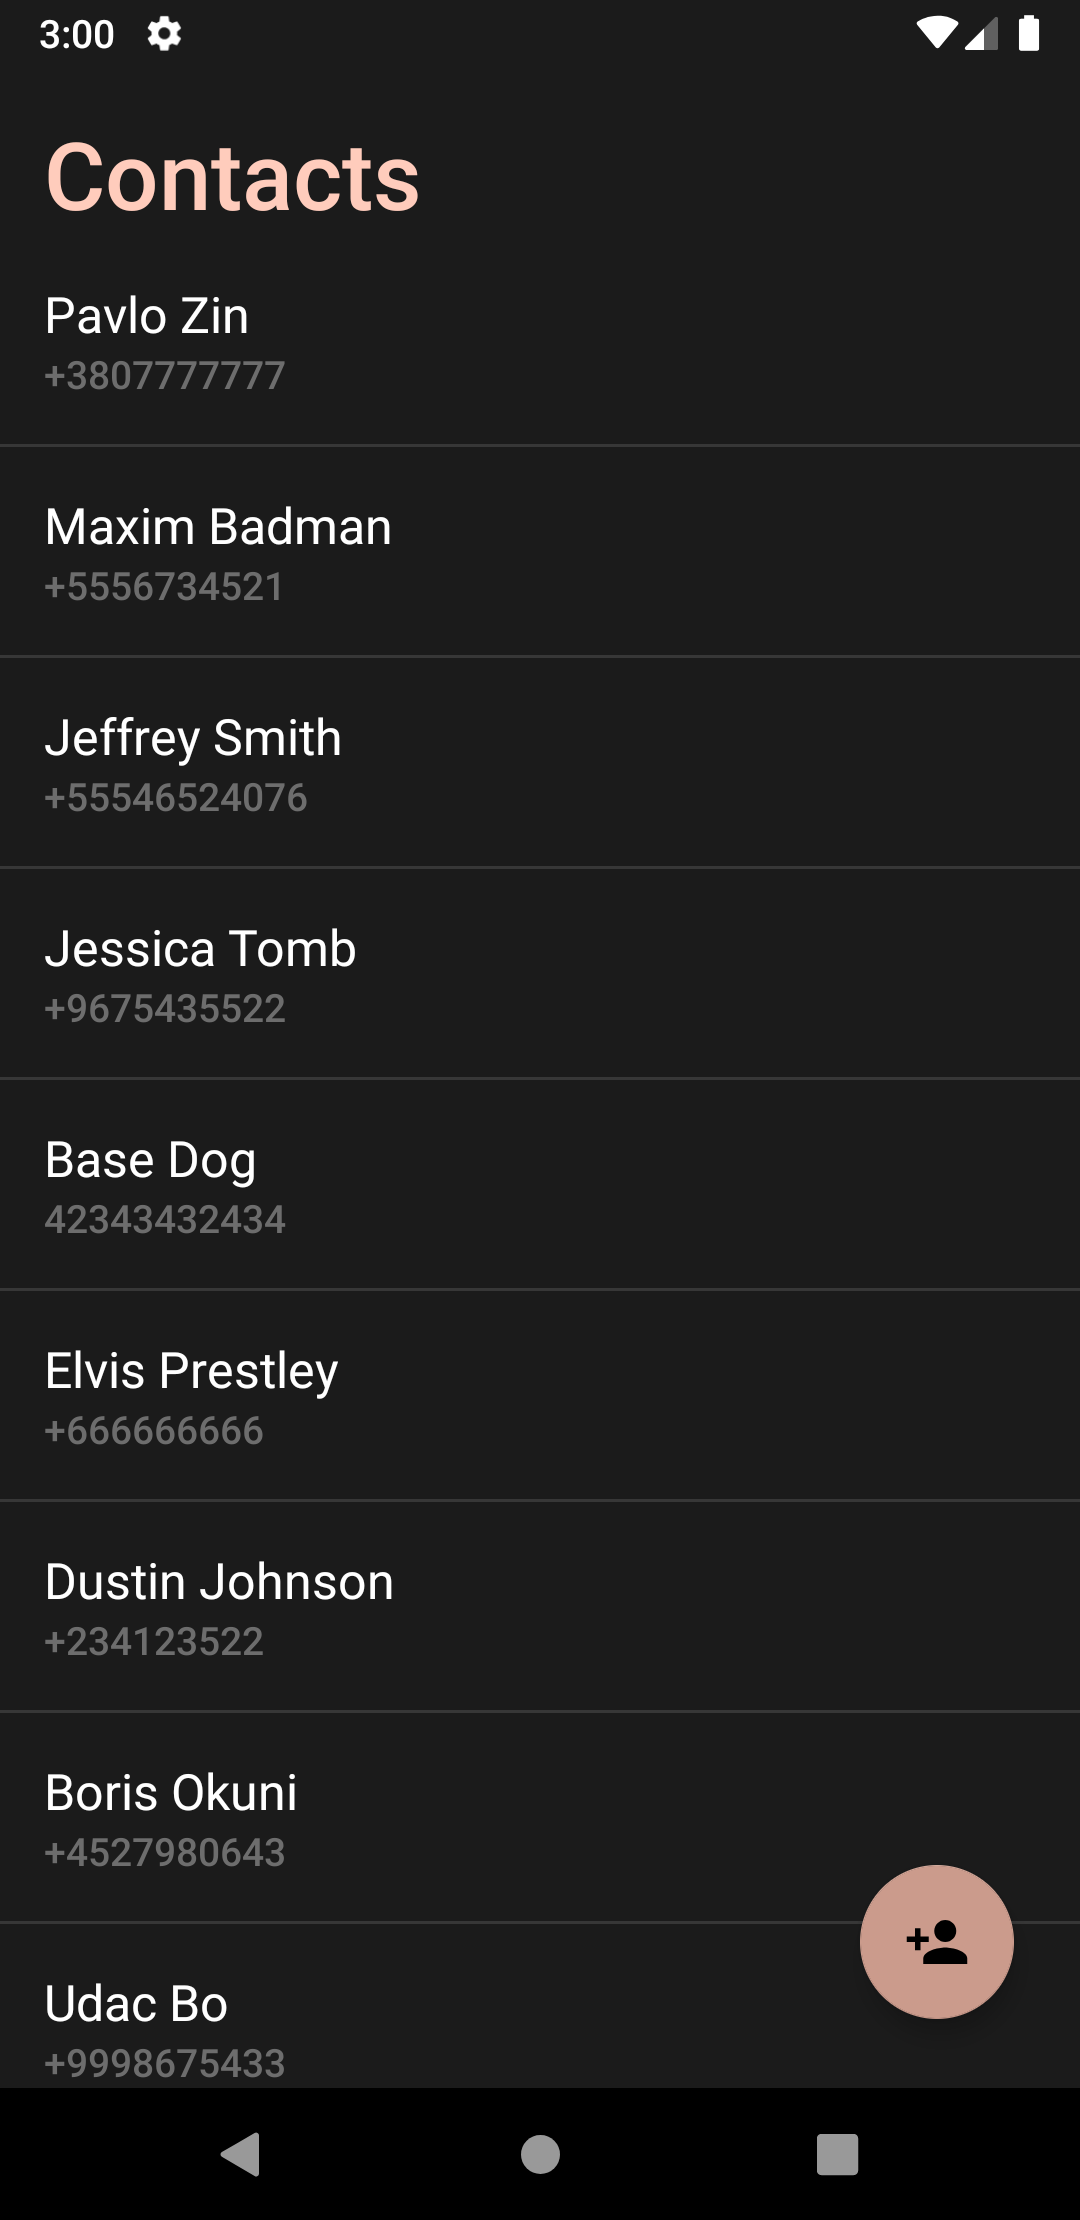 3:00
Contacts
Pavlo Zin
+3807777777
Maxim Badman
+5556734521
Jeffrey Smith
+55546524076
Jessica Tomb
+9675435522
Base Dog
42343432434
Elvis Prestley
+666666666
Dustin Johnson
+234123522
Boris Okuni
+4527980643
Udac Bo
+9998675433